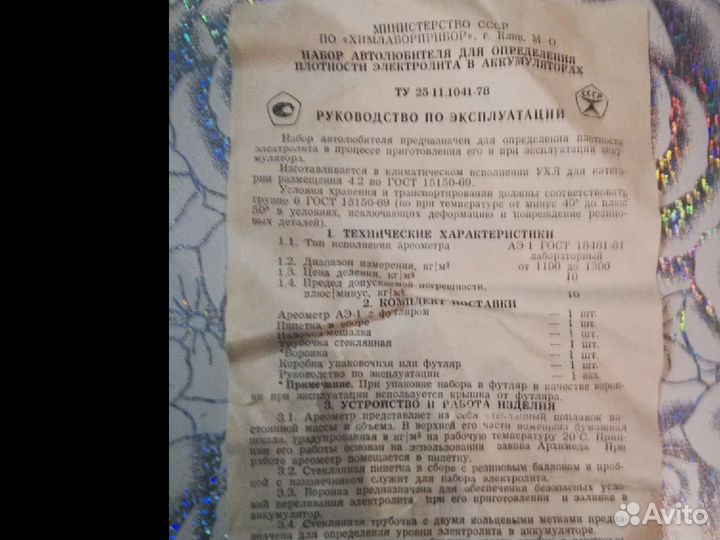 МИНИСТЕРСТВО СССР
ПО «ХИМЛАБОРПРИБОР», г. Клин, М. О.
НАБОР АВТОЛЮБИТЕЛЯ ДЛЯ ОПРЕДЕЛЕНИЯ
ПЛОТНОСТИ ЭЛЕКТРОЛИТА В АККУМУЛЯТОРАХ
ТУ 25 11.1041-78
СССР
РУКОВОДСТВО ПО ЭКСПЛУАТАЦИИ
Набор автолюбителя предназначен для определения плотности
электролита в процессе приготовления его и при эксплуатации акку-
мулятора.
Изготавливается в климатическом исполнении УХЛ для катего-
рии размещения 4.2 по ГОСТ 15150-69.
Условия хранения и транспортирования должны соответствовать
группе 6 ГОСТ 15150-69 (но при температуре от минус 40° до плюс
50° в условиях, исключающих деформацию и повреждение резино-
вых деталей).
1. ТЕХНИЧЕСКИЕ ХАРАКТЕРИСТИКИ
1.1. Тип исполнения ареометра АЭ-1 ГОСТ 18481-81
лабораторный
1.2. Диапазон измерения, кг/м³ от 1100 до 1300
1.3. Цена деления, кг/м³ 10
1.4. Предел допускаемой погрешности,
плюс/минус, кг/м³ 10
2. КОМПЛЕКТ ПОСТАВКИ
Ареометр АЭ-1 с футляром — 1 шт.
Пипетка в сборе — 1 шт.
Палочка-мешалка — 1 шт.
Трубочка стеклянная — 1 шт.
*Воронка — 1 шт.
Коробка упаковочная или футляр — 1 шт.
Руководство по эксплуатации — 1 экз.
* Примечание. При упаковке набора в футляр в качестве ворон-
ки при эксплуатации используется крышка от футляра.
3. УСТРОЙСТВО И РАБОТА ИЗДЕЛИЯ
3.1. Ареометр представляет из себя стеклянный поплавок по-
стоянной массы и объема. В верхней его части помещена бумажная
шкала, градуированная в кг/м³ на рабочую температуру 20°С. Прин-
цип его работы основан на использовании закона Архимеда. При
работе ареометр помещается в пипетку.
3.2. Стеклянная пипетка в сборе с резиновым баллоном и проб-
кой с наконечником служит для набора электролита.
3.3. Воронка предназначена для обеспечения безопасных усло-
вий переливания электролита при его приготовлении и заливке в
аккумулятор.
3.4. Стеклянная трубочка с двумя кольцевыми метками предна-
значена для определения уровня электролита в аккумуляторе.
Avito